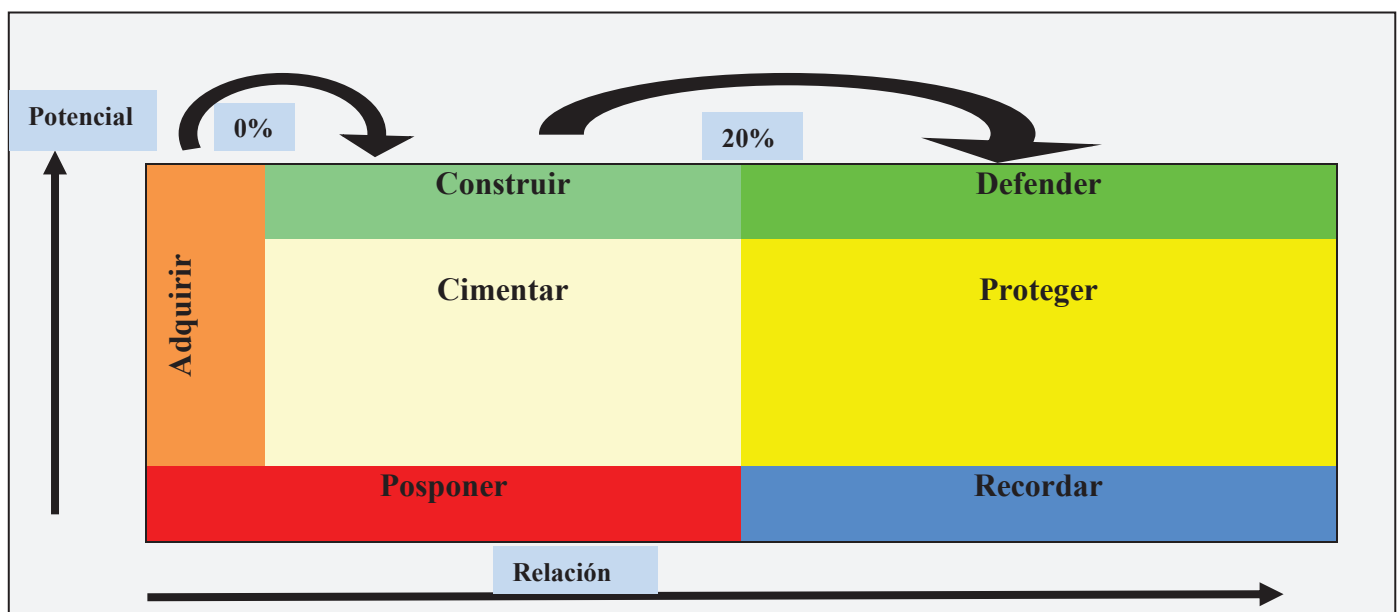 Potencial
0%
20%
Construir
Defender
Adquirir
Cimentar
Proteger
Posponer
Recordar
Relación